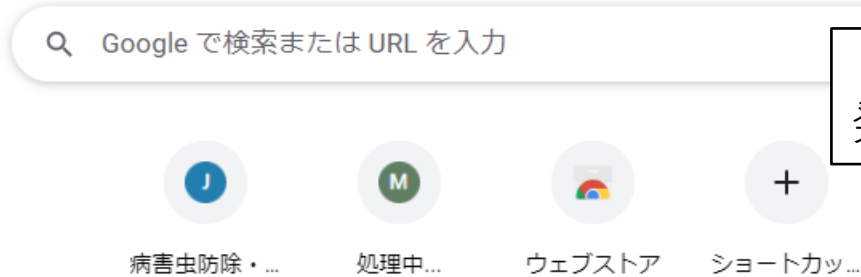 Google で検索または URL を入力
J
M
病害虫防除・...
処理中...
ウェブストア
ショートカッ...